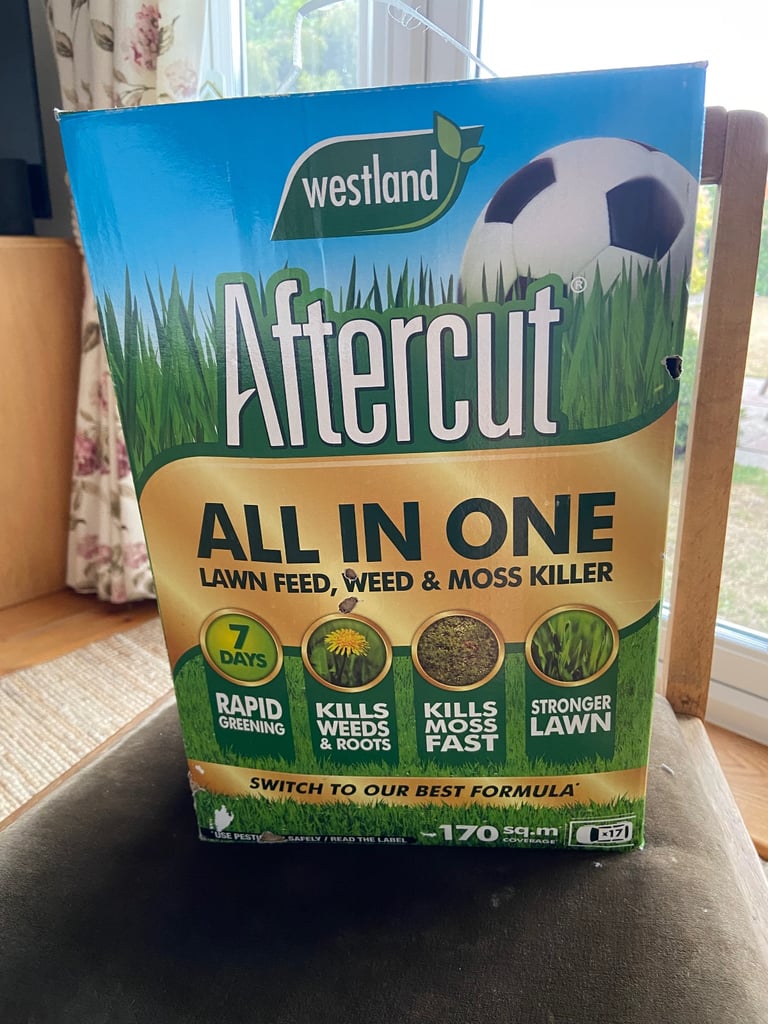 westland
Aftercut®
ALL IN ONE
LAWN FEED, WEED & MOSS KILLER
7
DAYS
RAPID
GREENING
KILLS
WEEDS
& ROOTS
KILLS
MOSS
FAST
STRONGER
LAWN
SWITCH TO OUR BEST FORMULA*
USE PESTI SAFELY / READ THE LABEL
170 sq.m
COVERAGE
x17